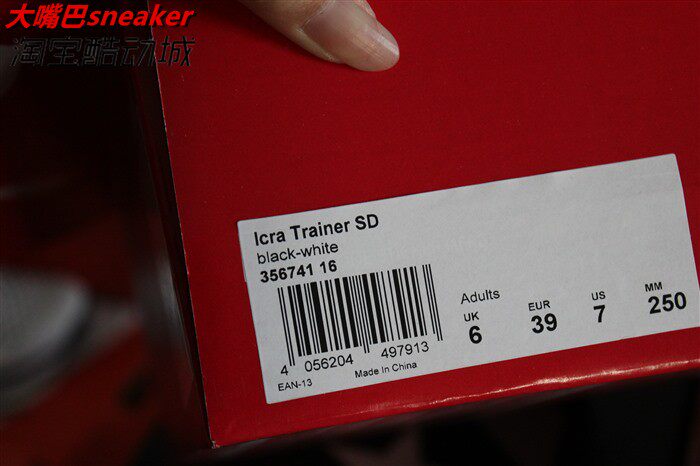 大嘴巴sneaker
淘宝酷动城
Icra Trainer SD
black-white
356741 16
4 056204 497913
EAN-13
Made In China
Adults
UK EUR US MM
6 39 7 250